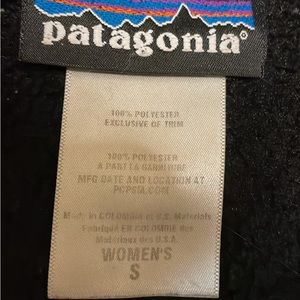 patagonia®
100% POLYESTER
EXCLUSIVE OF TRIM
100% POLYESTER
A PART LA GARNITURE
MFG DATE AND LOCATION AT
PCPSIA.COM
Made in COLOMBIA of U.S. Materials
Fabriqué EN COLOMBIE des
Matériaux des U.S.A.
WOMEN'S
S